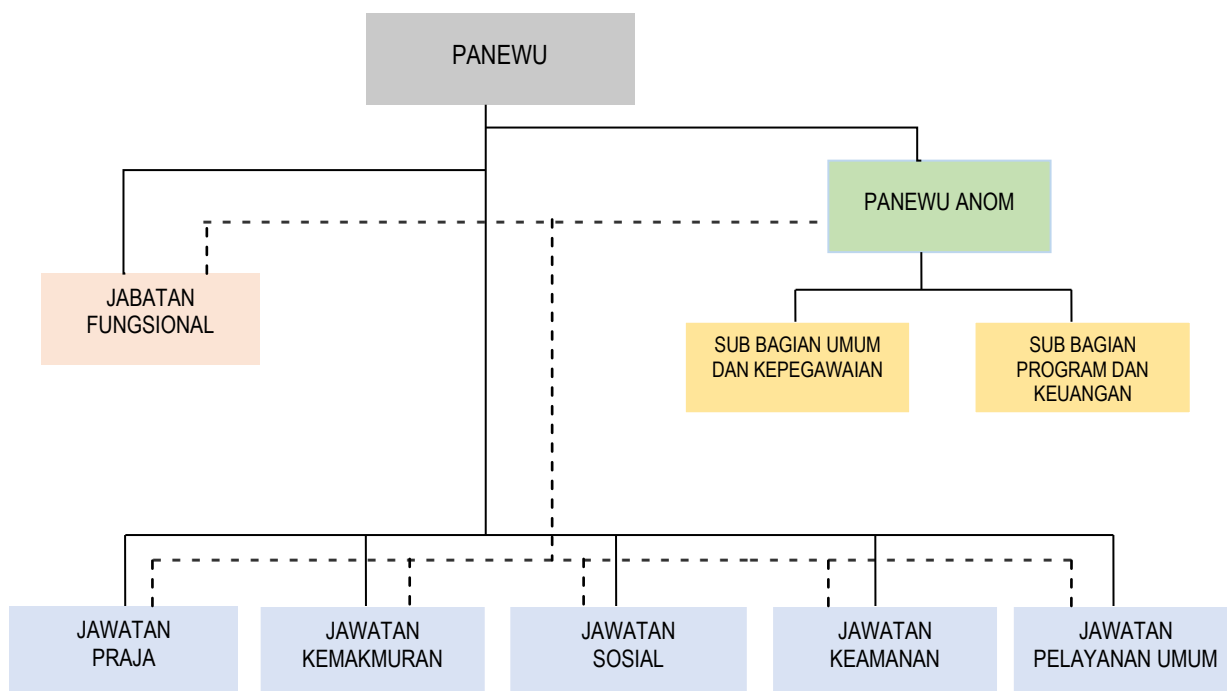 PANEWU
PANEWU ANOM
JABATAN
FUNGSIONAL
SUB BAGIAN UMUM
DAN KEPEGAWAIAN
SUB BAGIAN
PROGRAM DAN
KEUANGAN
JAWATAN
PRAJA
JAWATAN
KEMAKMURAN
JAWATAN
SOSIAL
JAWATAN
KEAMANAN
JAWATAN
PELAYANAN UMUM